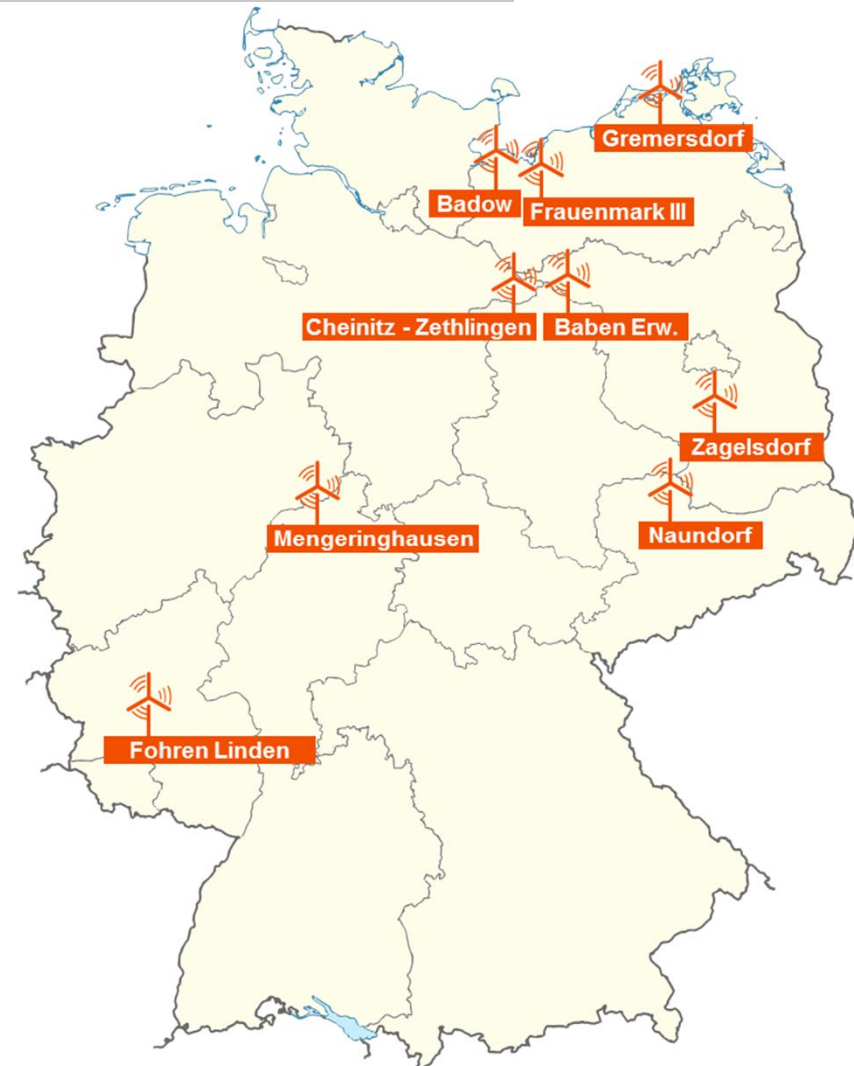 Gremersdorf
Badow
Frauenmark III
Cheinitz - Zethlingen
Baben Erw.
Zagelsdorf
Naundorf
Mengeringhausen
Fohren Linden